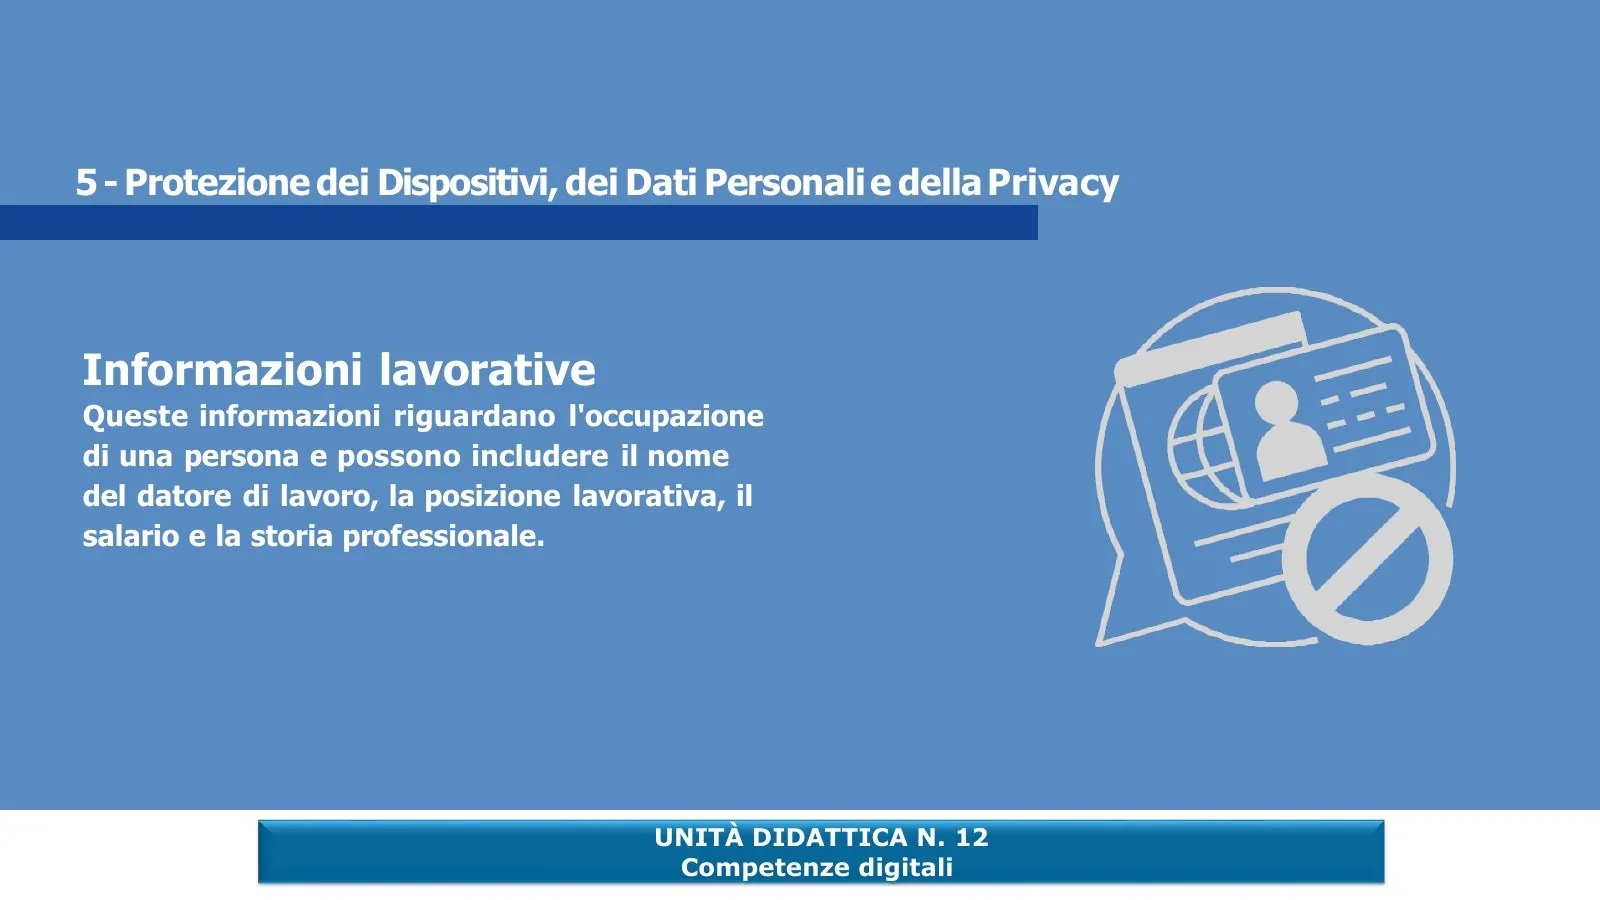 5 - Protezione dei Dispositivi, dei Dati Personali e della Privacy
Informazioni lavorative
Queste informazioni riguardano l'occupazione
di una persona e possono includere il nome
del datore di lavoro, la posizione lavorativa, il
salario e la storia professionale.
UNITÀ DIDATTICA N. 12
Competenze digitali